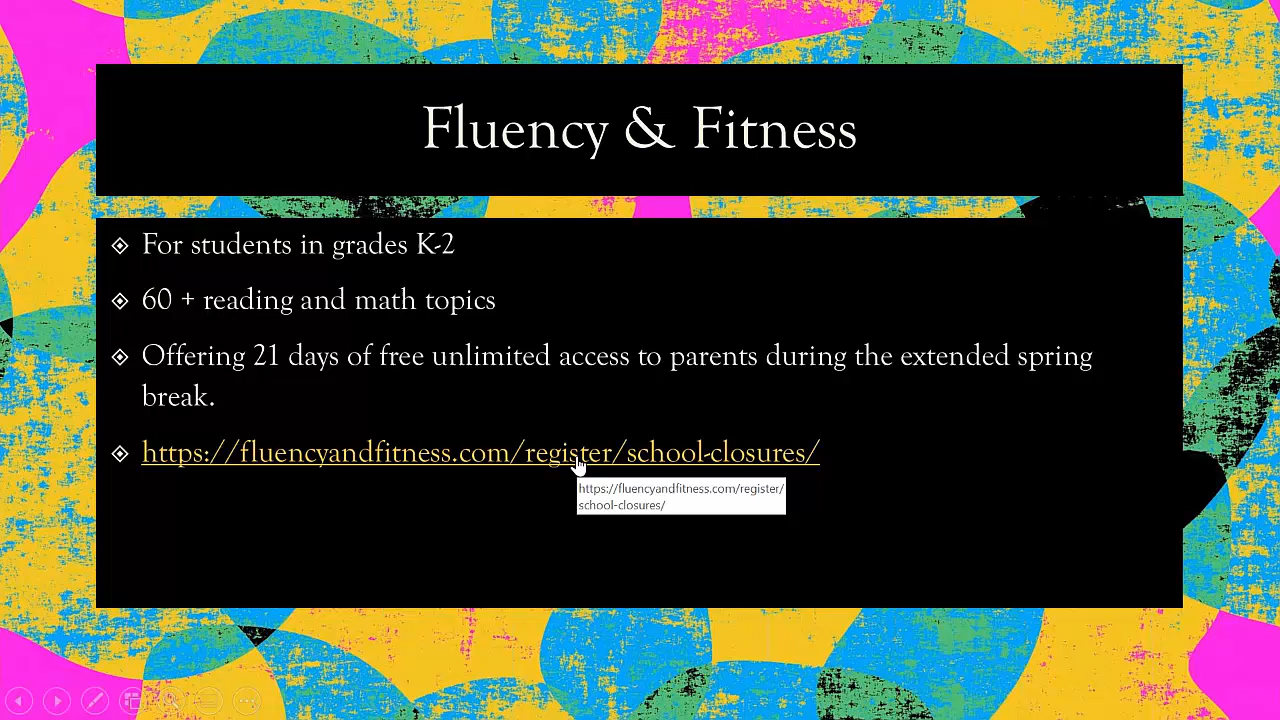 Fluency & Fitness
For students in grades K-2
60 + reading and math topics
Offering 21 days of free unlimited access to parents during the extended spring
break.
https://fluencyandfitness.com/register/school-closures/
https://fluencyandfitness.com/register/
school-closures/